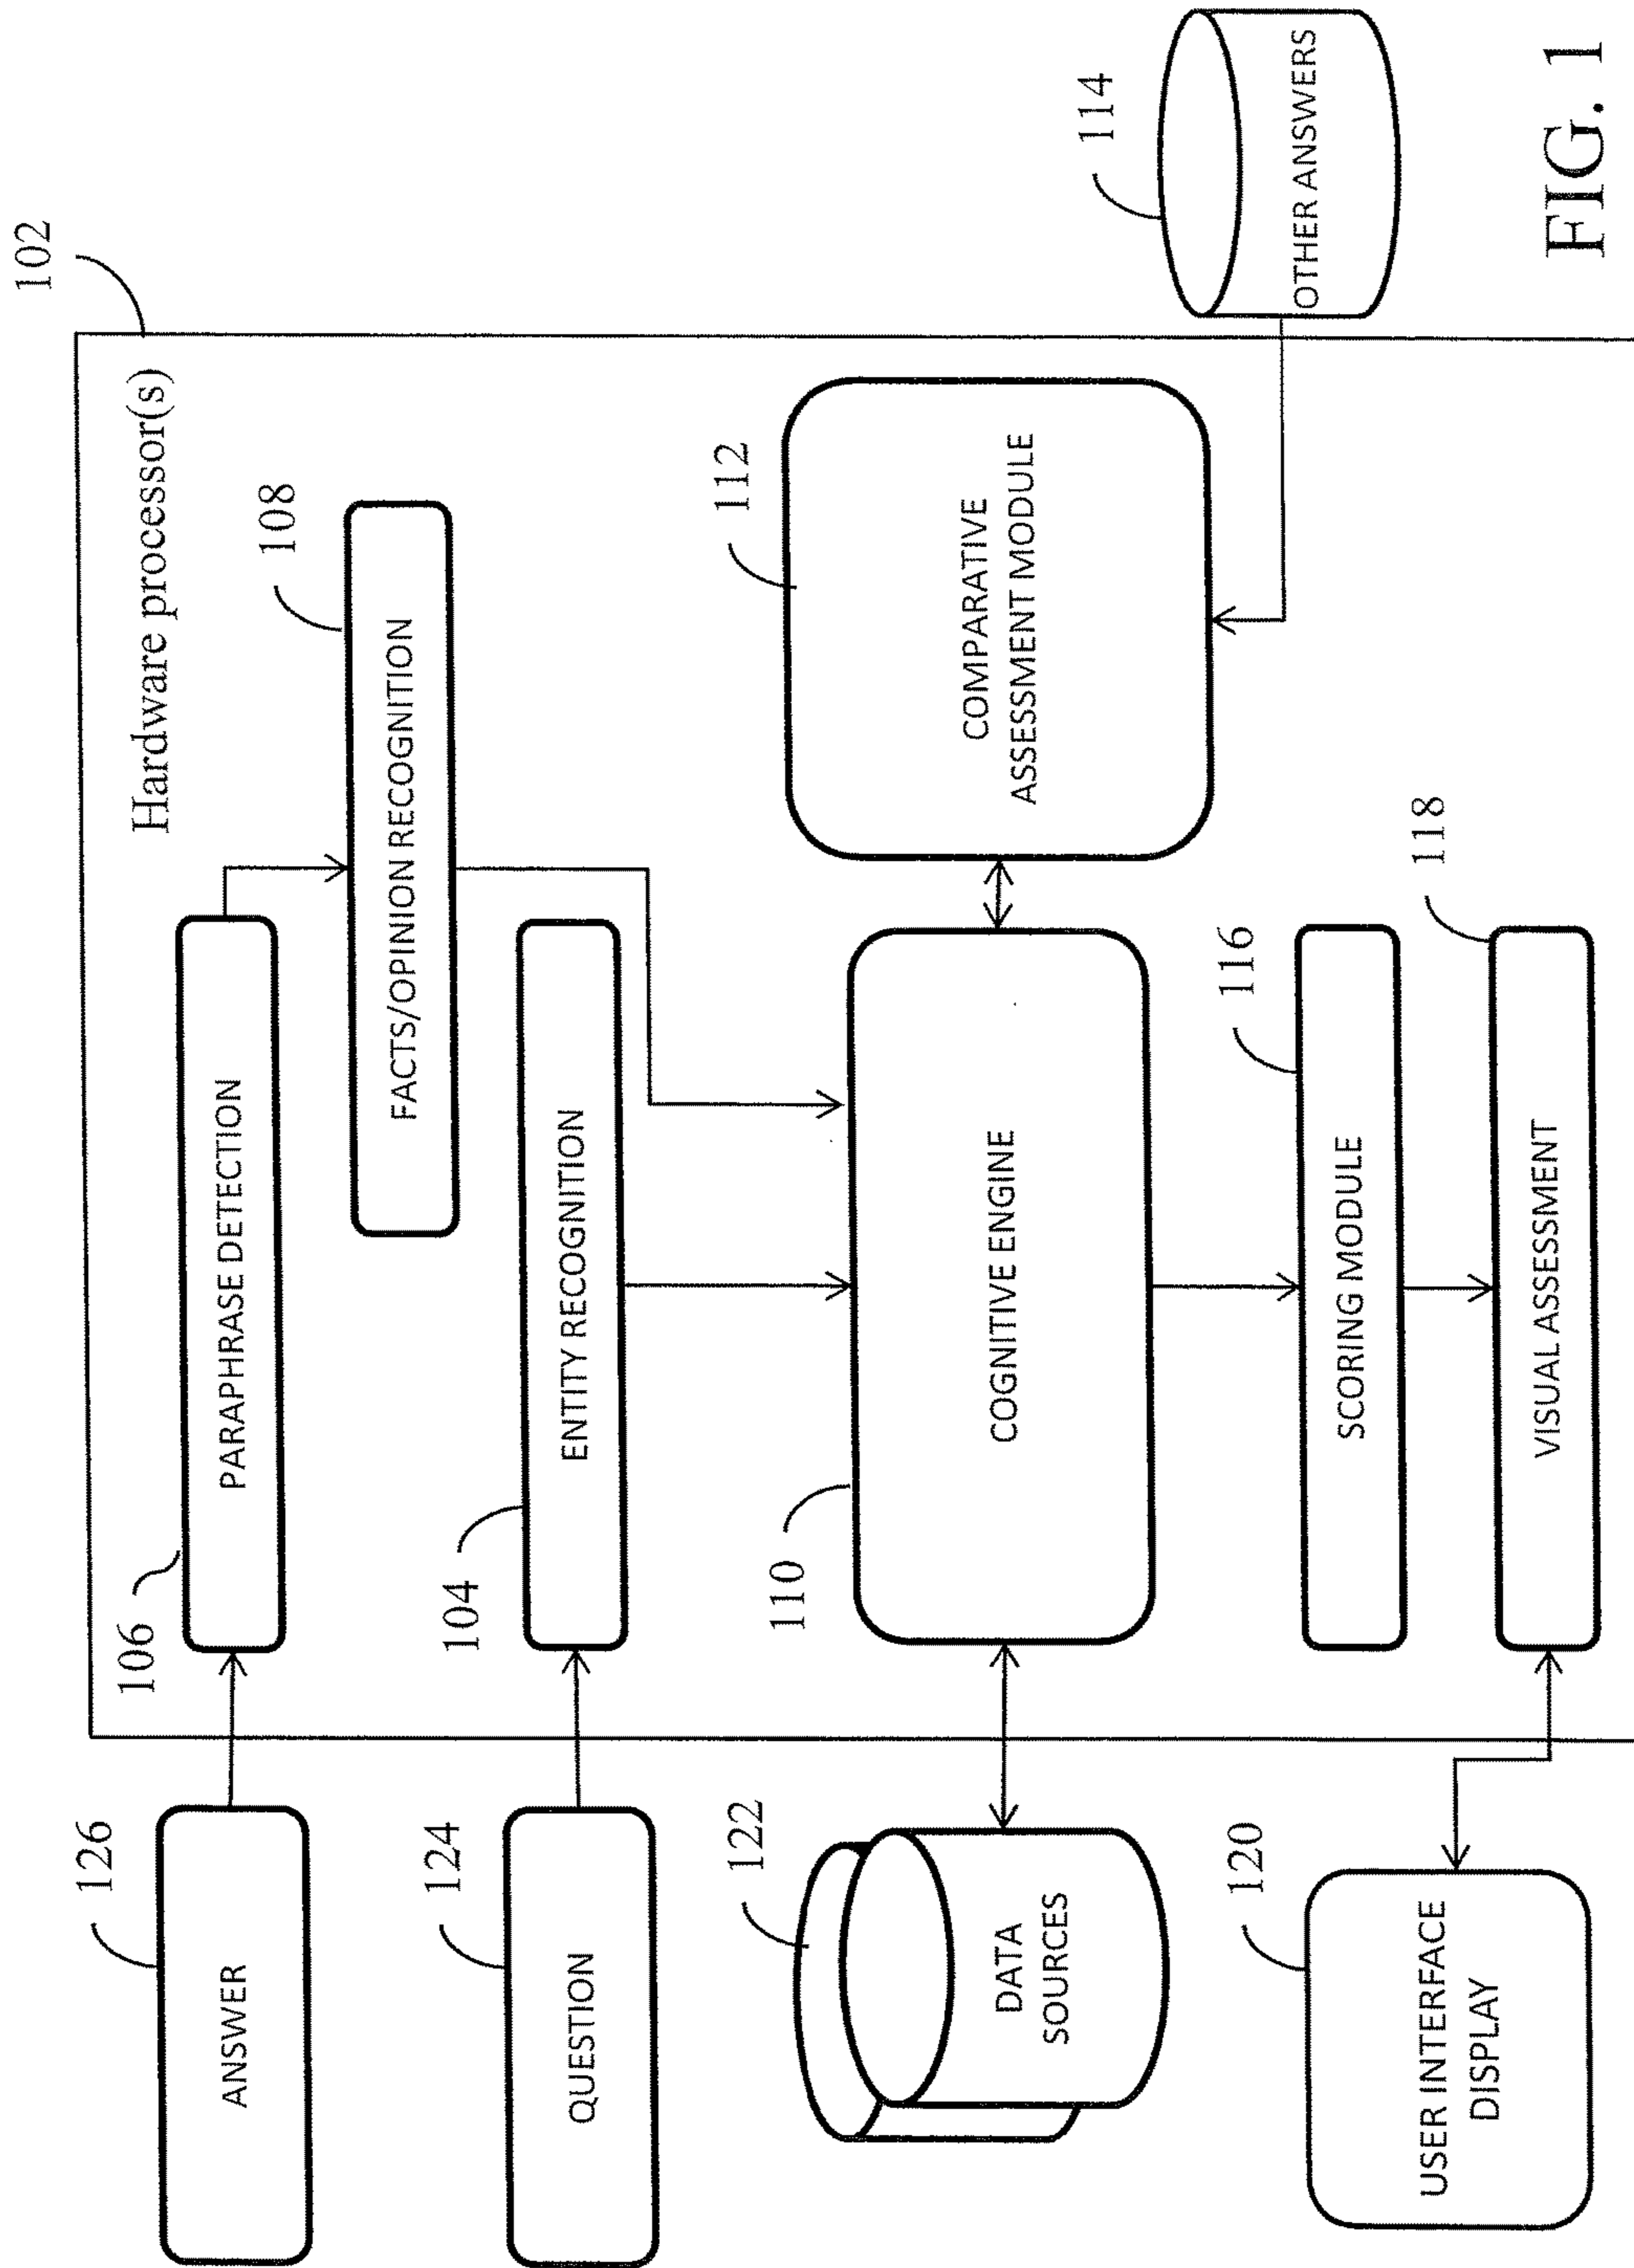 102
Hardware processor(s)
126
ANSWER
106
PARAPHRASE DETECTION
108
FACTS/OPINION RECOGNITION
124
QUESTION
104
ENTITY RECOGNITION
122
DATA
SOURCES
110
COGNITIVE ENGINE
112
COMPARATIVE
ASSESSMENT MODULE
114
OTHER ANSWERS
116
SCORING MODULE
120
USER INTERFACE
DISPLAY
118
VISUAL ASSESSMENT
FIG. 1